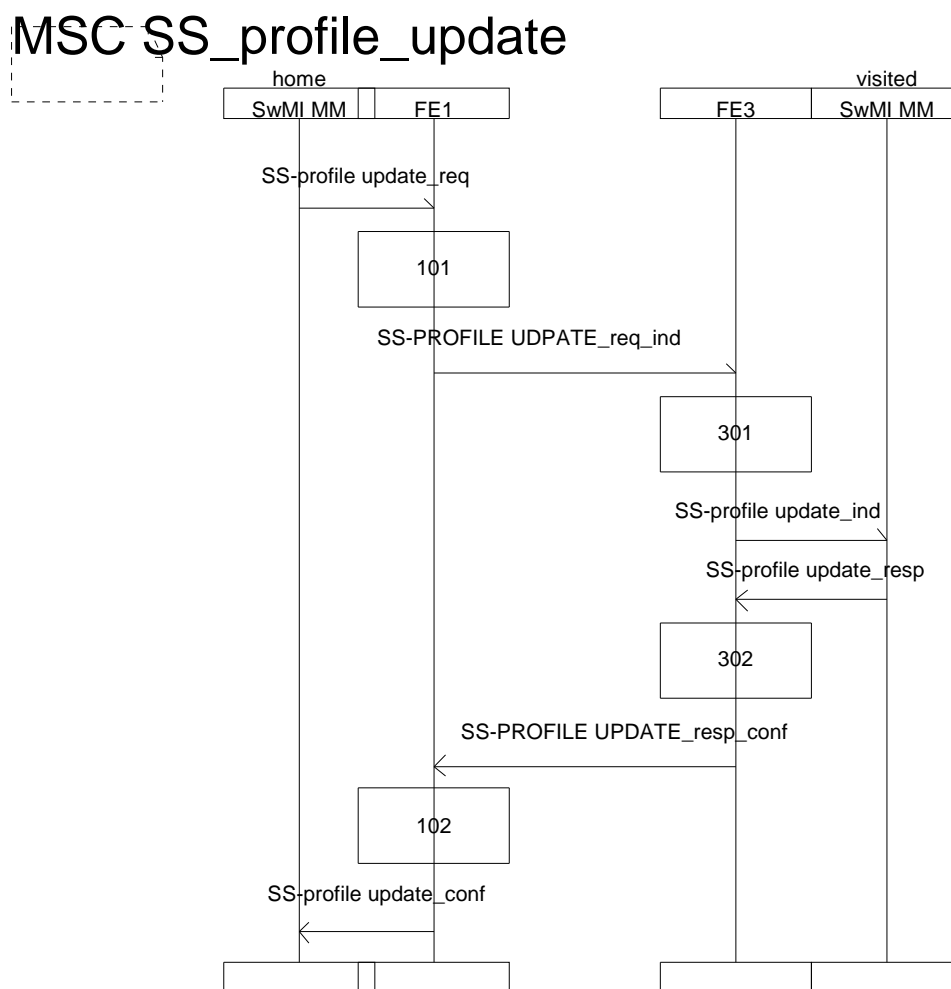 MSC SS_profile_update
home visited
SwMI MM FE1 FE3 SwMI MM
SS-profile update_req
101
SS-PROFILE UDPATE_req_ind
301
SS-profile update_ind
SS-profile update_resp
302
SS-PROFILE UPDATE_resp_conf
102
SS-profile update_conf